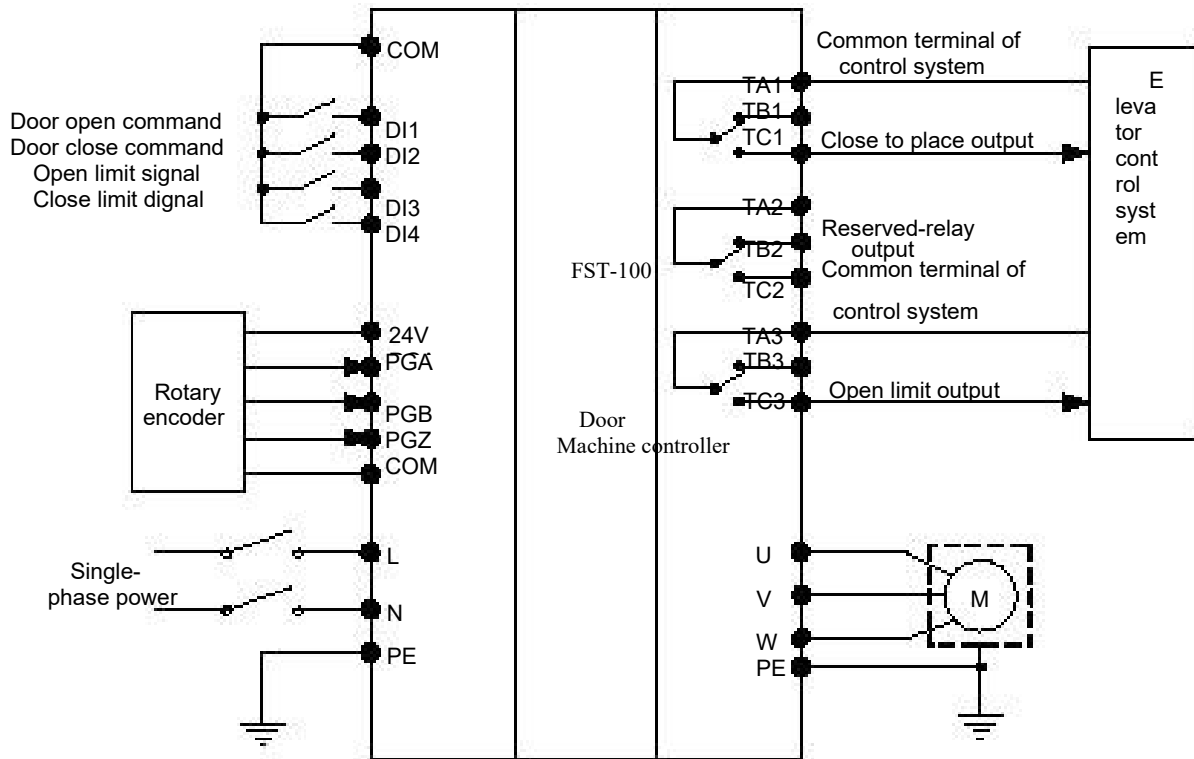 COM
Door open command
Door close command
Open limit signal
Close limit dignal
DI1
DI2
DI3
DI4
Rotary
encoder
24V
PGA
PGB
PGZ
COM
Single-
phase power
L
N
PE
FST-100
Door
Machine controller
TA1
TB1
TC1
TA2
TB2
TC2
TA3
TB3
TC3
U
V
W
PE
Common terminal of
control system
Close to place output
Reserved-relay
output
Common terminal of
control system
Open limit output
E
leva
tor
cont
rol
syst
em
M